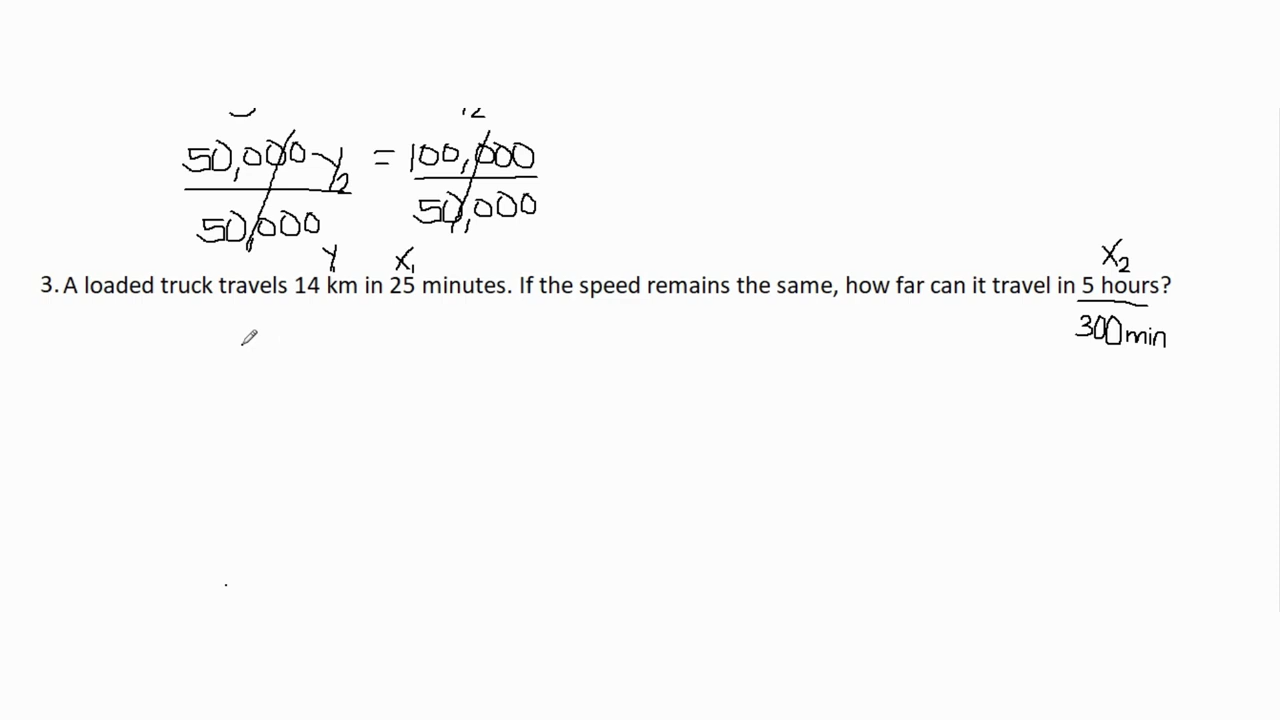 50,000 y2 = 100,000
50,000 50,000
y1 x1 x2
3. A loaded truck travels 14 km in 25 minutes. If the speed remains the same, how far can it travel in 5 hours?
300 min